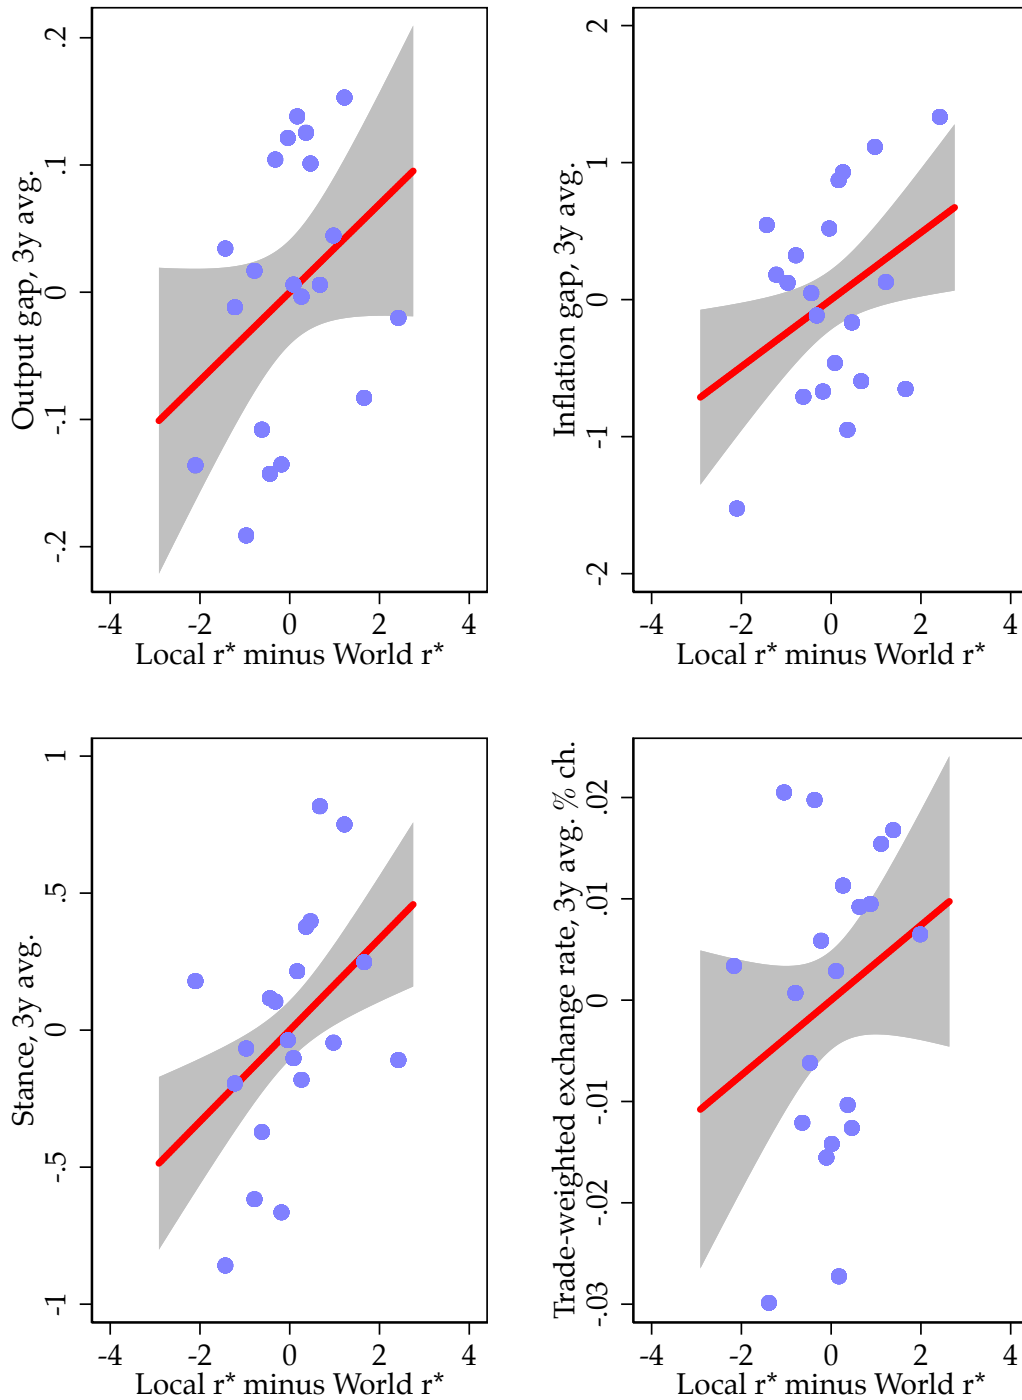 Output gap, 3y avg.
.2
.1
0
-.1
-.2
-4 -2 0 2 4
Local r* minus World r*
Inflation gap, 3y avg.
2
1
0
-1
-2
-4 -2 0 2 4
Local r* minus World r*
Stance, 3y avg.
1
.5
0
-.5
-1
-4 -2 0 2 4
Local r* minus World r*
Trade-weighted exchange rate, 3y avg. % ch.
.02
.01
0
-.01
-.02
-.03
-4 -2 0 2 4
Local r* minus World r*